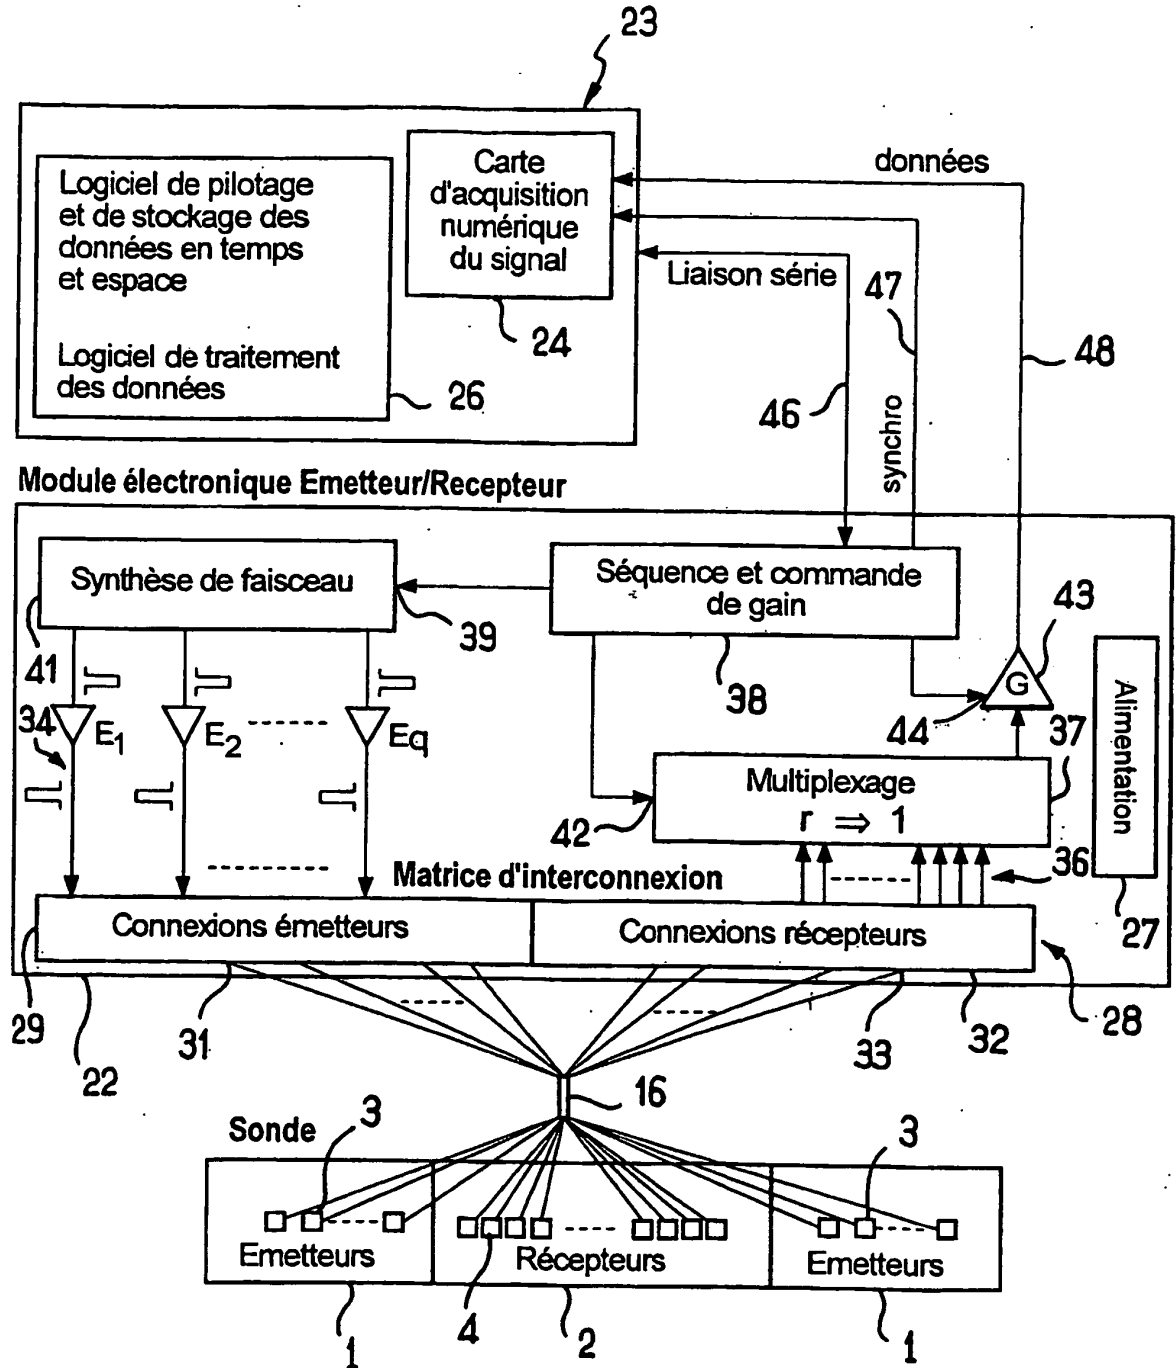 23
Logiciel de pilotage
et de stockage des
données en temps
et espace
Logiciel de traitement
des données
26
Carte
d'acquisition
numérique
du signal
24
données
Liaison série
47
48
46
synchro
Module électronique Emetteur/Recepteur
Synthèse de faisceau
41
39
Séquence et commande
de gain
38
43
G
44
37
Alimentation
27
34
E1
E2
Eq
Multiplexage
r ⇒ 1
42
36
Matrice d'interconnexion
Connexions émetteurs
Connexions récepteurs
29
22
31
33
32
28
16
Sonde
3
3
Emetteurs
Récepteurs
Emetteurs
4
1
2
1